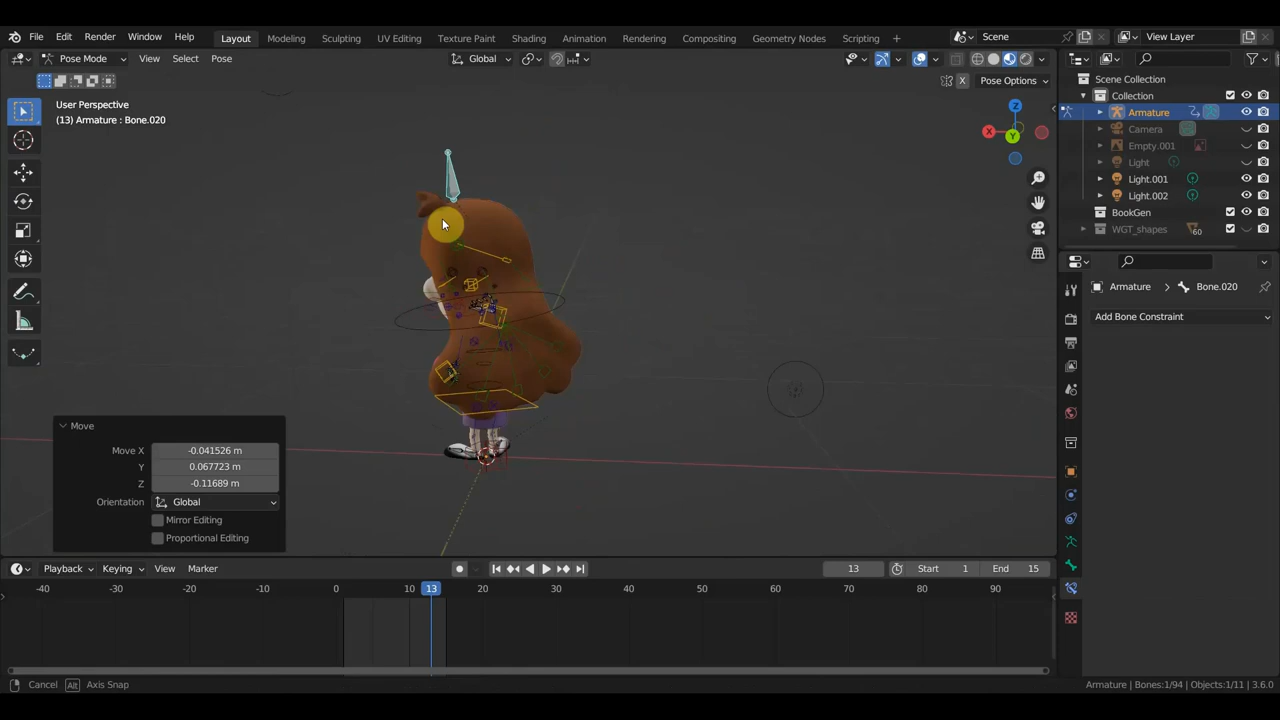 File Edit Render Window Help Layout Modeling Sculpting UV Editing Texture Paint Shading Animation Rendering Compositing Geometry Nodes Scripting + Scene View Layer
Pose Mode View Select Pose Global
X Pose Options
Scene Collection
Collection
Armature
Camera
Empty.001
Light
Light.001
Light.002
BookGen
WGT_shapes 60
User Perspective
(13) Armature : Bone.020
Z
X
Y
Armature > Bone.020
Add Bone Constraint
Move
Move X -0.041526 m
Y 0.067723 m
Z -0.11689 m
Orientation Global
Mirror Editing
Proportional Editing
Playback Keying View Marker 13 Start 1 End 15
-40 -30 -20 -10 0 10 13 20 30 40 50 60 70 80 90
Cancel Alt Axis Snap Armature | Bones:1/94 | Objects:1/11 | 3.6.0